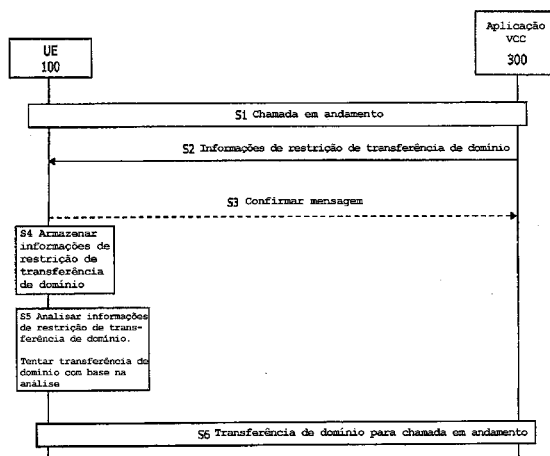 UE
100
Aplicação
VCC
300
S1 Chamada em andamento
S2 Informações de restrição de transferência de domínio
S3 Confirmar mensagem
S4 Armazenar
informações de
restrição de
transferência
de domínio
S5 Analisar informações
de restrição de trans-
ferência de domínio.
Tentar transferência de
domínio com base na
análise
S6 Transferência de domínio para chamada em andamento